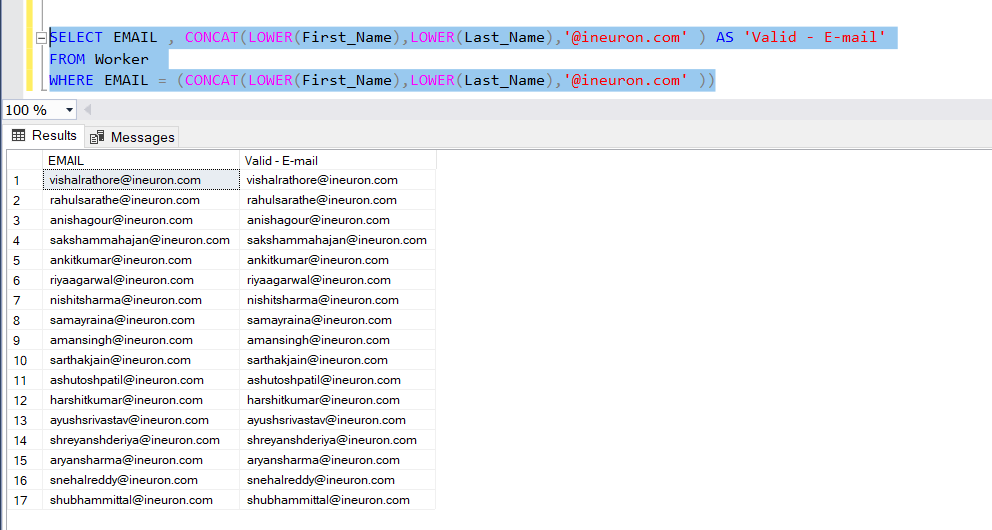 SELECT EMAIL , CONCAT(LOWER(First_Name),LOWER(Last_Name),'@ineuron.com' ) AS 'Valid - E-mail'
FROM Worker
WHERE EMAIL = (CONCAT(LOWER(First_Name),LOWER(Last_Name),'@ineuron.com' ))
100 %
Results Messages
EMAIL Valid - E-mail
1 vishalrathore@ineuron.com vishalrathore@ineuron.com
2 rahulsarathe@ineuron.com rahulsarathe@ineuron.com
3 anishagour@ineuron.com anishagour@ineuron.com
4 sakshammahajan@ineuron.com sakshammahajan@ineuron.com
5 ankitkumar@ineuron.com ankitkumar@ineuron.com
6 riyaagarwal@ineuron.com riyaagarwal@ineuron.com
7 nishitsharma@ineuron.com nishitsharma@ineuron.com
8 samayraina@ineuron.com samayraina@ineuron.com
9 amansingh@ineuron.com amansingh@ineuron.com
10 sarthakjain@ineuron.com sarthakjain@ineuron.com
11 ashutoshpatil@ineuron.com ashutoshpatil@ineuron.com
12 harshitkumar@ineuron.com harshitkumar@ineuron.com
13 ayushsrivastav@ineuron.com ayushsrivastav@ineuron.com
14 shreyanshderiya@ineuron.com shreyanshderiya@ineuron.com
15 aryansharma@ineuron.com aryansharma@ineuron.com
16 snehalreddy@ineuron.com snehalreddy@ineuron.com
17 shubhammittal@ineuron.com shubhammittal@ineuron.com